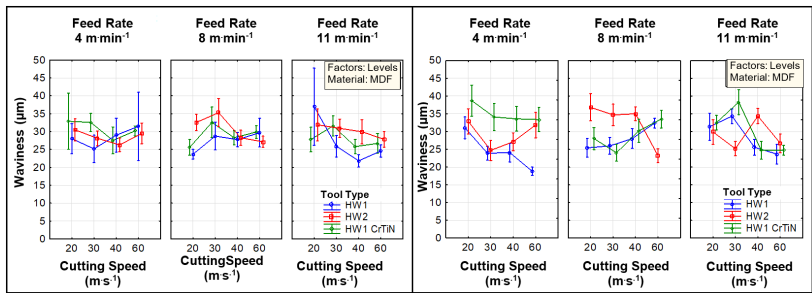 Feed Rate
4 m·min⁻¹
Feed Rate
8 m·min⁻¹
Feed Rate
11 m·min⁻¹
Factors: Levels
Material: MDF
Waviness (µm)
50
45
40
35
30
25
20
15
10
5
0
Tool Type
HW1
HW2
HW1 CrTiN
20 30 40 60
20 30 40 60
20 30 40 60
Cutting Speed
(m·s⁻¹)
CuttingSpeed
(m·s⁻¹)
Cutting Speed
(m·s⁻¹)
Feed Rate
4 m·min⁻¹
Feed Rate
8 m·min⁻¹
Feed Rate
11 m·min⁻¹
Factors: Levels
Material: MDF
Waviness (µm)
50
45
40
35
30
25
20
15
10
5
0
Tool Type
HW1
HW2
HW1 CrTiN
20 30 40 60
20 30 40 60
20 30 40 60
Cutting Speed
(m·s⁻¹)
Cutting Speed
(m·s⁻¹)
Cutting Speed
(m·s⁻¹)